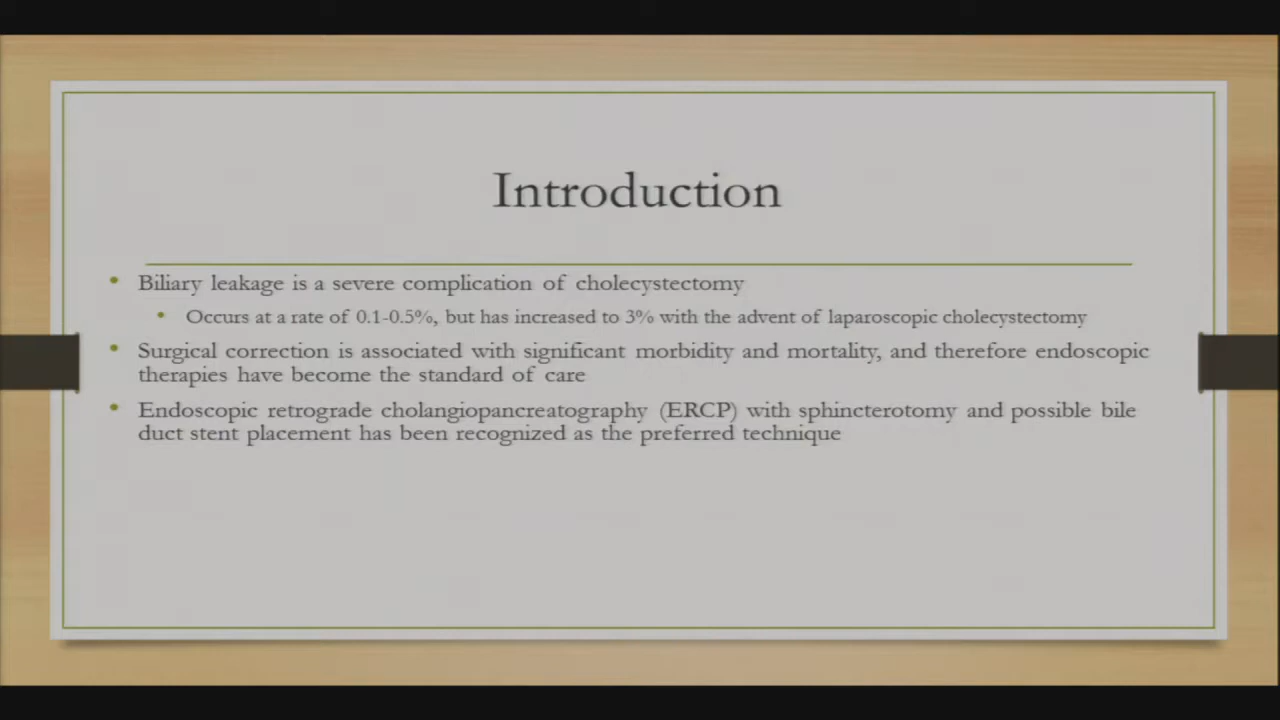 Introduction
• Biliary leakage is a severe complication of cholecystectomy
• Occurs at a rate of 0.1-0.5%, but has increased to 3% with the advent of laparoscopic cholecystectomy
• Surgical correction is associated with significant morbidity and mortality, and therefore endoscopic
therapies have become the standard of care
• Endoscopic retrograde cholangiopancreatography (ERCP) with sphincterotomy and possible bile
duct stent placement has been recognized as the preferred technique